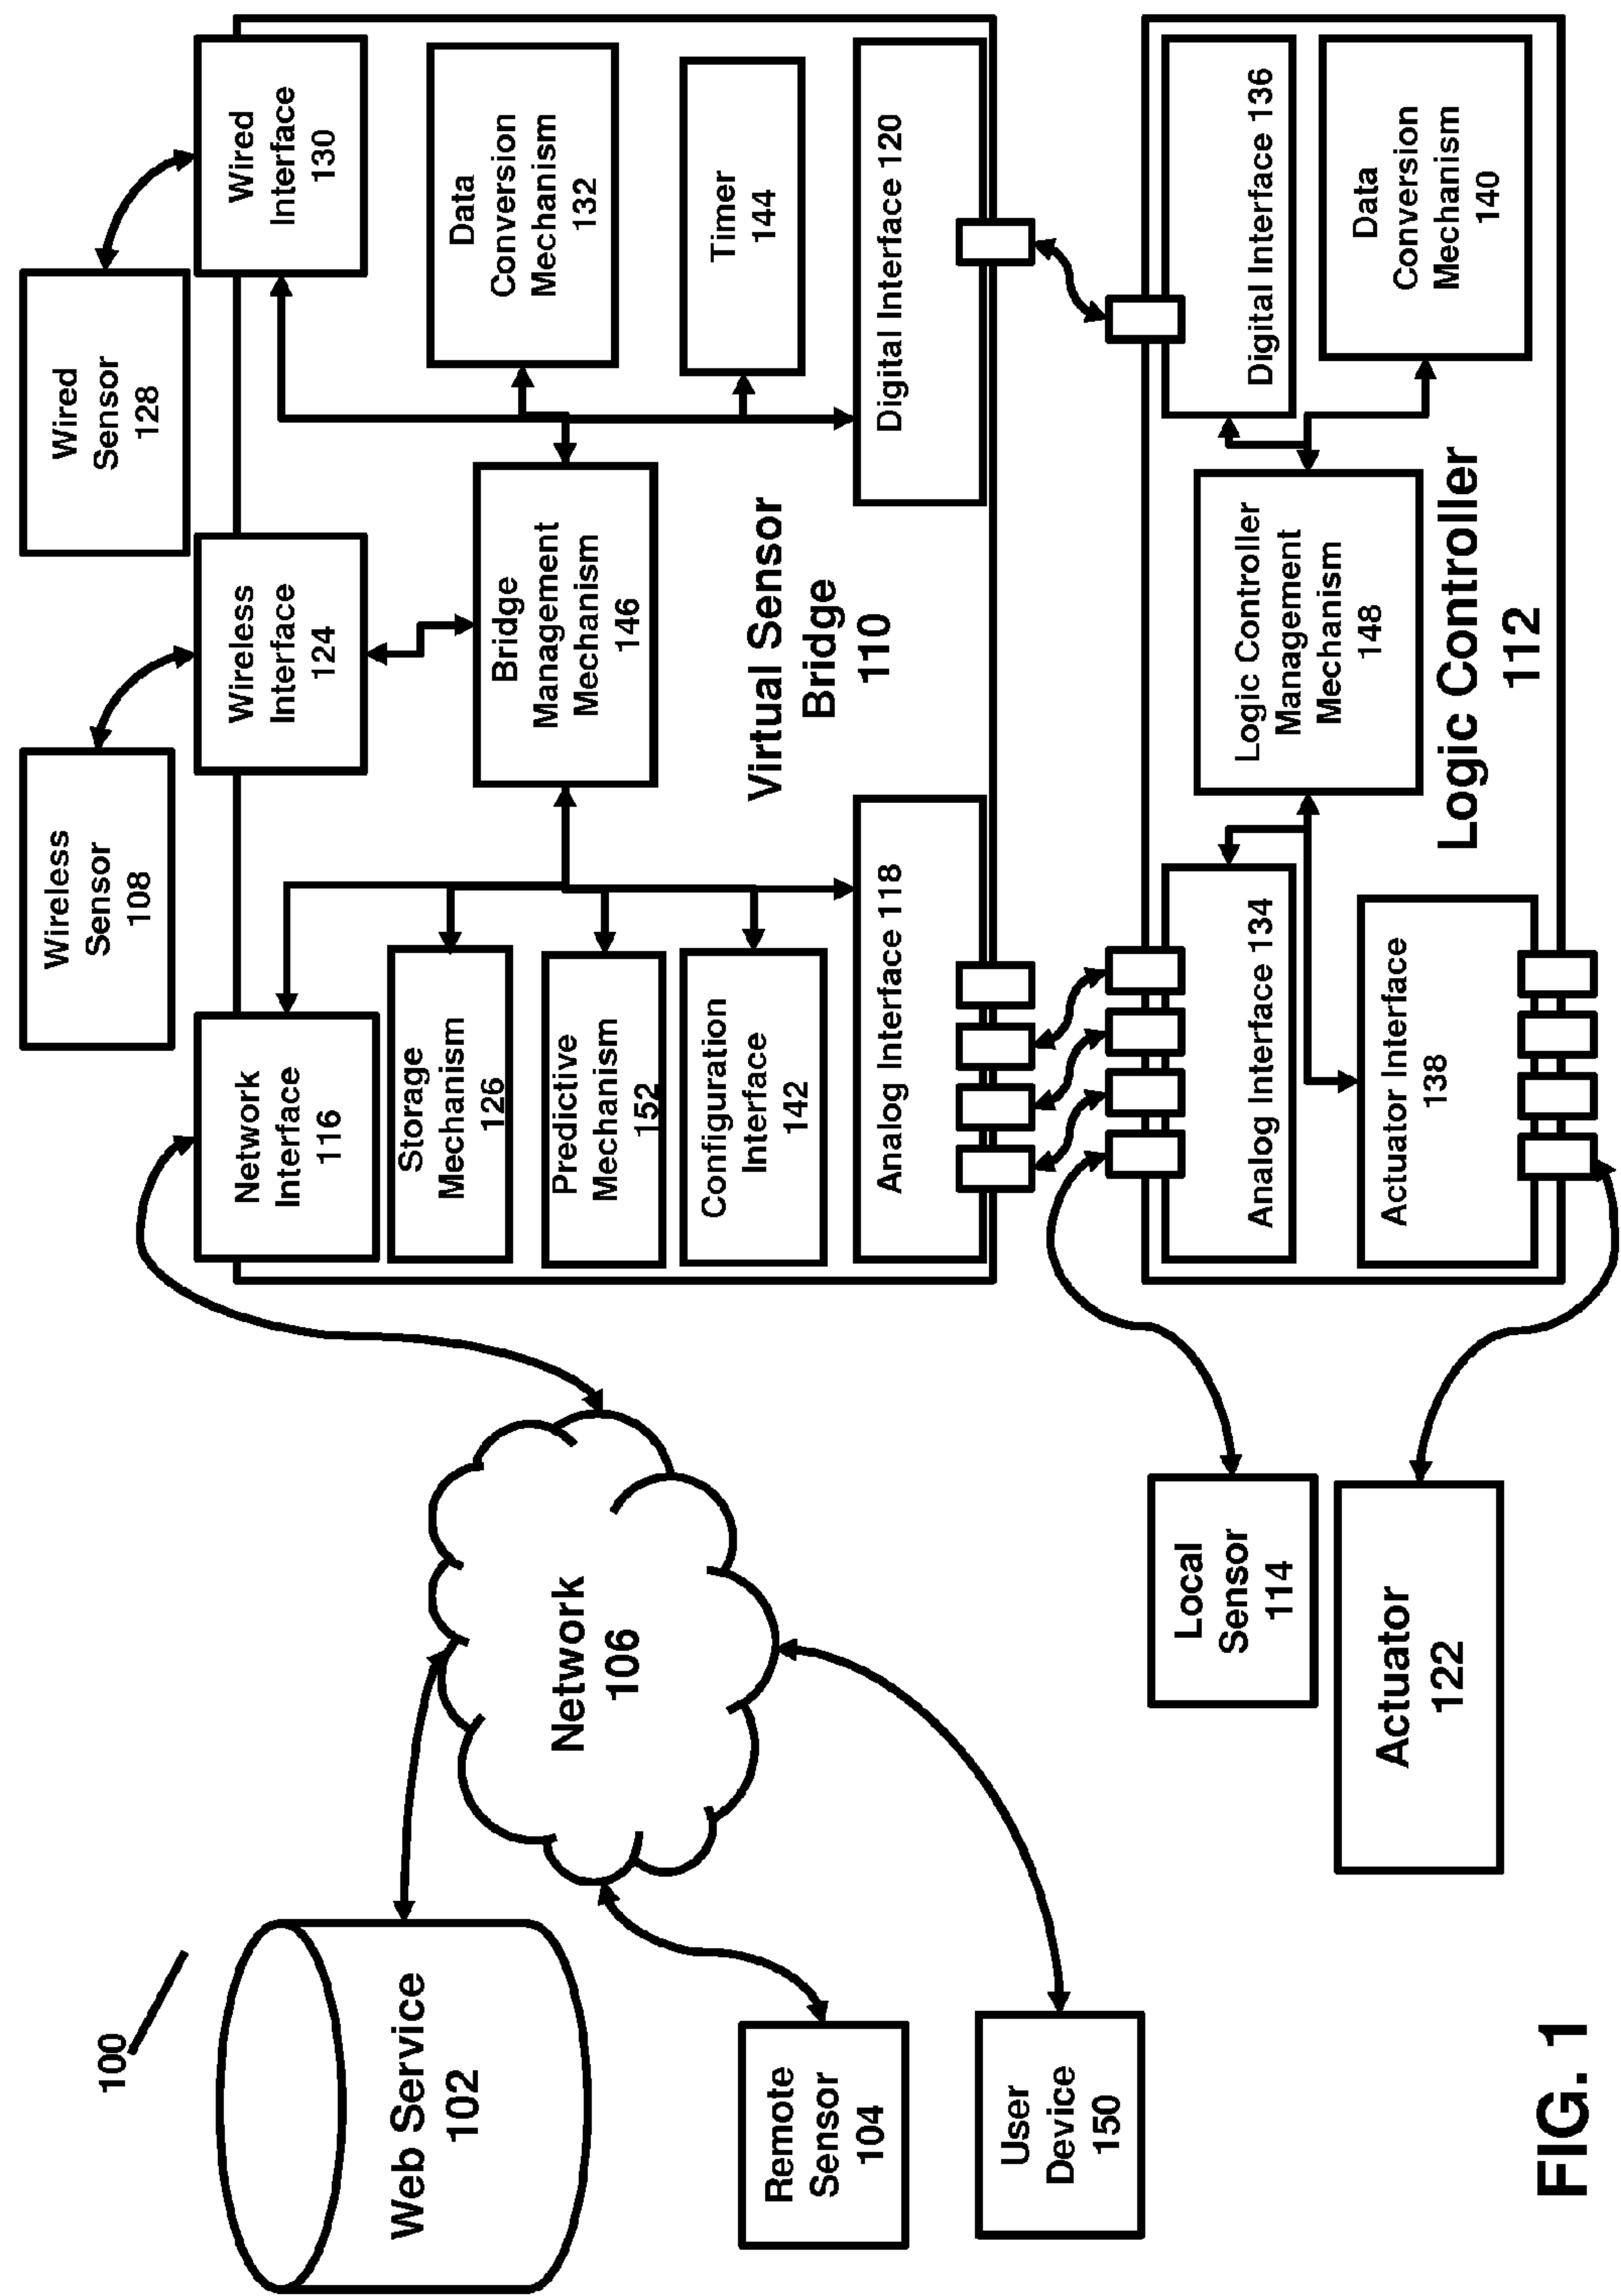 100
Web Service
102
Remote
Sensor
104
User
Device
150
Network
106
Local
Sensor
114
Actuator
122
Wireless
Sensor
108
Wired
Sensor
128
Network
Interface
116
Wireless
Interface
124
Wired
Interface
130
Storage
Mechanism
126
Predictive
Mechanism
152
Configuration
Interface
142
Analog Interface 118
Bridge
Management
Mechanism
146
Virtual Sensor
Bridge
110
Data
Conversion
Mechanism
132
Timer
144
Digital Interface 120
Analog Interface 134
Actuator Interface
138
Logic Controller
Management
Mechanism
148
Logic Controller
112
Digital Interface 136
Data
Conversion
Mechanism
140
FIG. 1